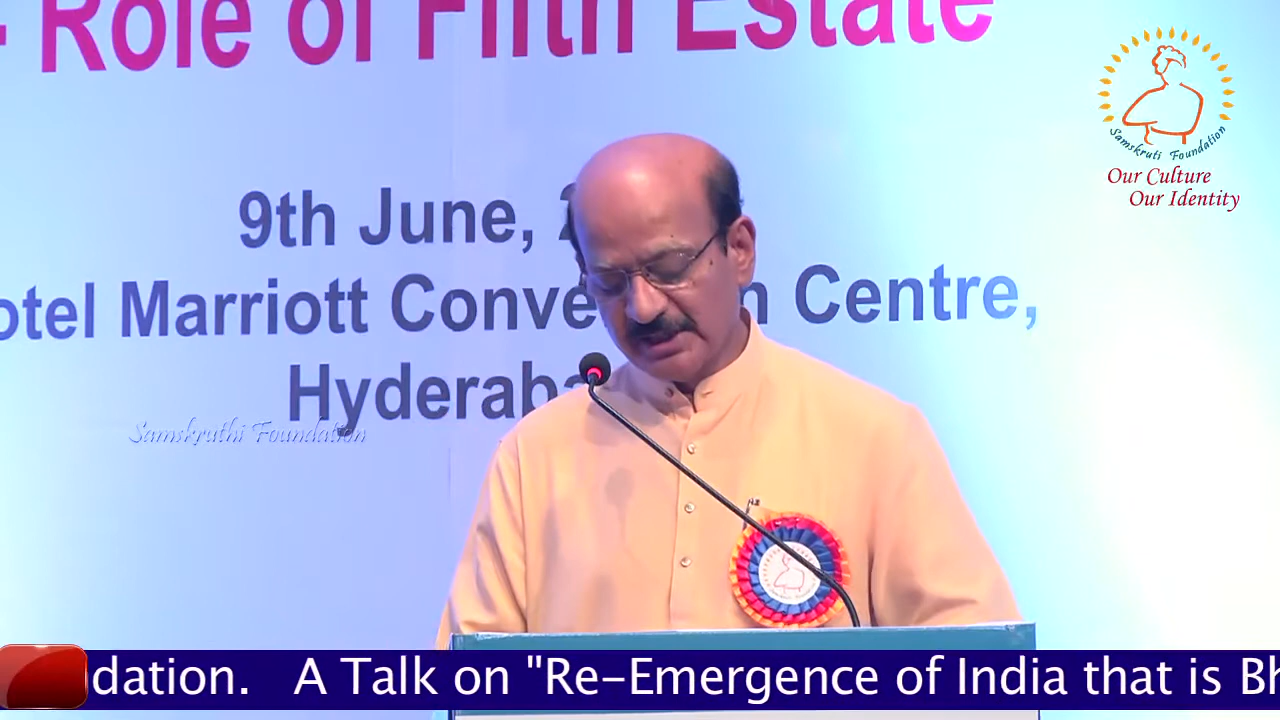 - Role of Fifth Estate
9th June,
otel Marriott Conve n Centre,
Hyderaba
Samskruthi Foundation
Samskruti Foundation
Our Culture
Our Identity
dation. A Talk on "Re-Emergence of India that is Bh